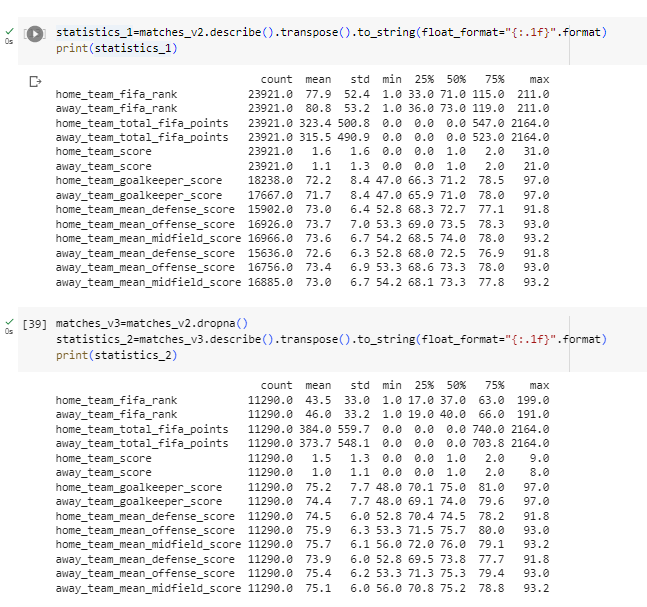 statistics_1=matches_v2.describe().transpose().to_string(float_format="{:.1f}".format)
0s
print(statistics_1)
count mean std min 25% 50% 75% max
home_team_fifa_rank 23921.0 77.9 52.4 1.0 33.0 71.0 115.0 211.0
away_team_fifa_rank 23921.0 80.8 53.2 1.0 36.0 73.0 119.0 211.0
home_team_total_fifa_points 23921.0 323.4 500.8 0.0 0.0 0.0 547.0 2164.0
away_team_total_fifa_points 23921.0 315.5 490.9 0.0 0.0 0.0 523.0 2164.0
home_team_score 23921.0 1.6 1.6 0.0 0.0 1.0 2.0 31.0
away_team_score 23921.0 1.1 1.3 0.0 0.0 1.0 2.0 21.0
home_team_goalkeeper_score 18238.0 72.2 8.4 47.0 66.3 71.2 78.5 97.0
away_team_goalkeeper_score 17667.0 71.7 8.4 47.0 65.9 71.0 78.0 97.0
home_team_mean_defense_score 15902.0 73.0 6.4 52.8 68.3 72.7 77.1 91.8
home_team_mean_offense_score 16926.0 73.7 7.0 53.3 69.0 73.5 78.3 93.0
home_team_mean_midfield_score 16966.0 73.6 6.7 54.2 68.5 74.0 78.0 93.2
away_team_mean_defense_score 15636.0 72.6 6.3 52.8 68.0 72.5 76.9 91.8
away_team_mean_offense_score 16756.0 73.4 6.9 53.3 68.6 73.3 78.0 93.0
away_team_mean_midfield_score 16885.0 73.0 6.7 54.2 68.1 73.3 77.8 93.2
[39] matches_v3=matches_v2.dropna()
0s
statistics_2=matches_v3.describe().transpose().to_string(float_format="{:.1f}".format)
print(statistics_2)
count mean std min 25% 50% 75% max
home_team_fifa_rank 11290.0 43.5 33.0 1.0 17.0 37.0 63.0 199.0
away_team_fifa_rank 11290.0 46.0 33.2 1.0 19.0 40.0 66.0 191.0
home_team_total_fifa_points 11290.0 384.0 559.7 0.0 0.0 0.0 740.0 2164.0
away_team_total_fifa_points 11290.0 373.7 548.1 0.0 0.0 0.0 703.8 2164.0
home_team_score 11290.0 1.5 1.3 0.0 0.0 1.0 2.0 9.0
away_team_score 11290.0 1.0 1.1 0.0 0.0 1.0 2.0 8.0
home_team_goalkeeper_score 11290.0 75.2 7.7 48.0 70.1 75.0 81.0 97.0
away_team_goalkeeper_score 11290.0 74.4 7.7 48.0 69.1 74.0 79.6 97.0
home_team_mean_defense_score 11290.0 74.5 6.0 52.8 70.4 74.5 78.2 91.8
home_team_mean_offense_score 11290.0 75.9 6.3 53.3 71.5 75.7 80.0 93.0
home_team_mean_midfield_score 11290.0 75.7 6.1 56.0 72.0 76.0 79.1 93.2
away_team_mean_defense_score 11290.0 73.9 6.0 52.8 69.5 73.8 77.7 91.8
away_team_mean_offense_score 11290.0 75.4 6.2 53.3 71.3 75.3 79.4 93.0
away_team_mean_midfield_score 11290.0 75.1 6.0 56.0 70.8 75.2 78.8 93.2